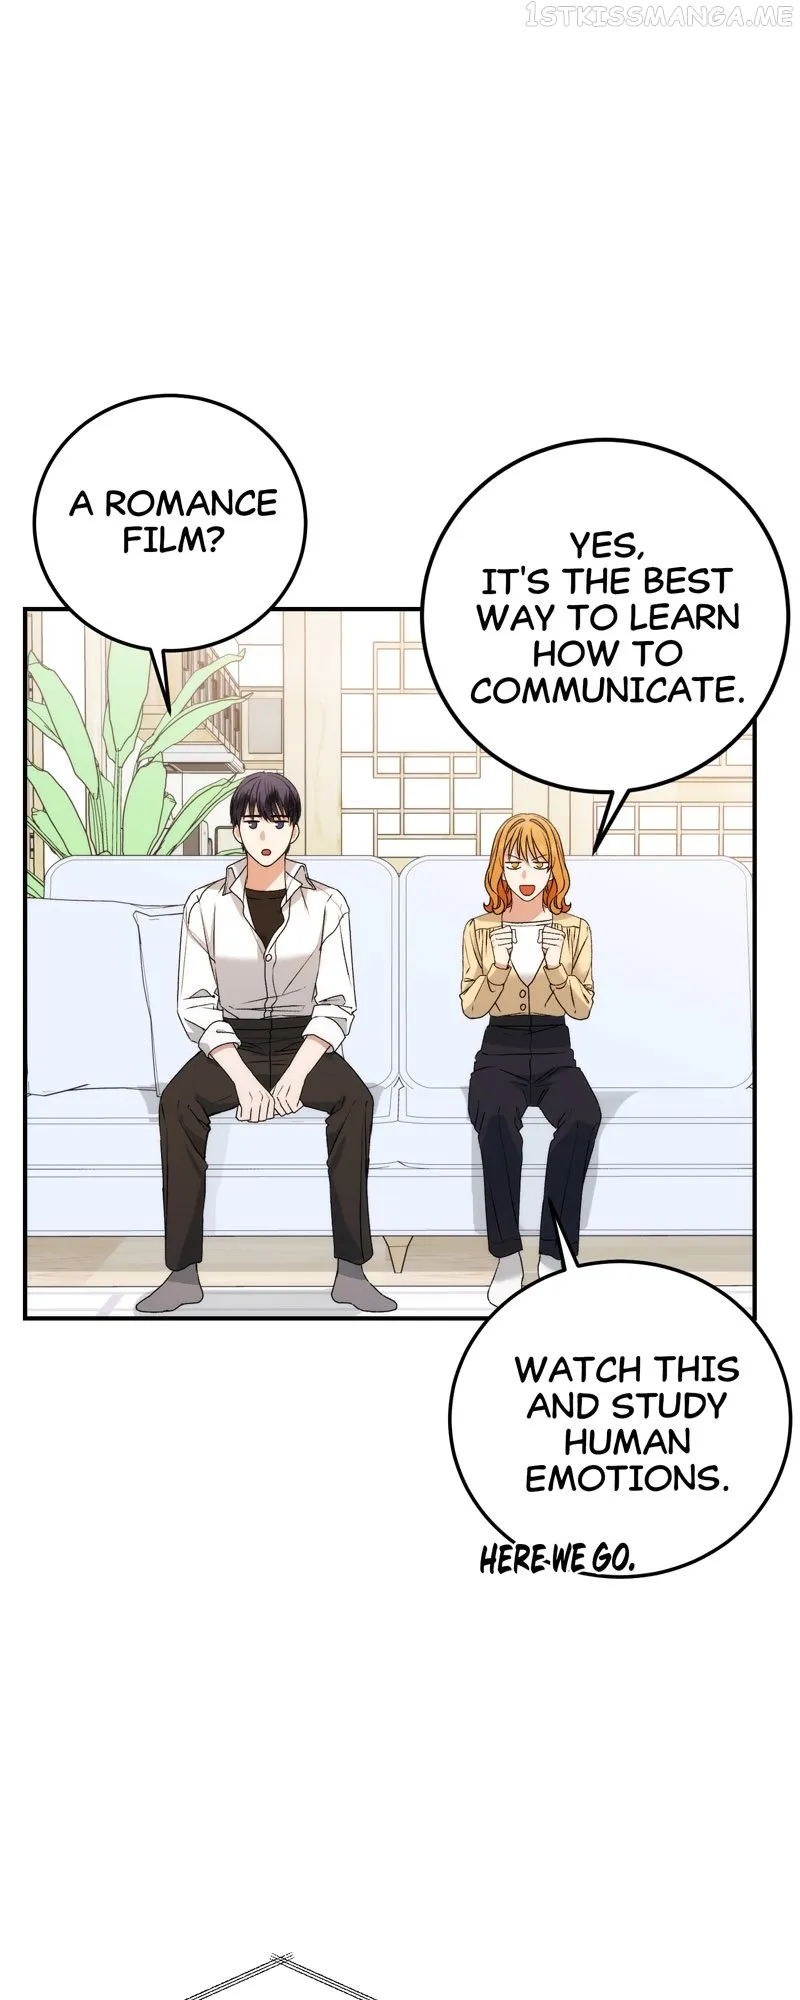 1STKISSMANGA.ME
A ROMANCE
FILM?
YES,
IT'S THE BEST
WAY TO LEARN
HOW TO
COMMUNICATE.
WATCH THIS
AND STUDY
HUMAN
EMOTIONS.
HERE WE GO.